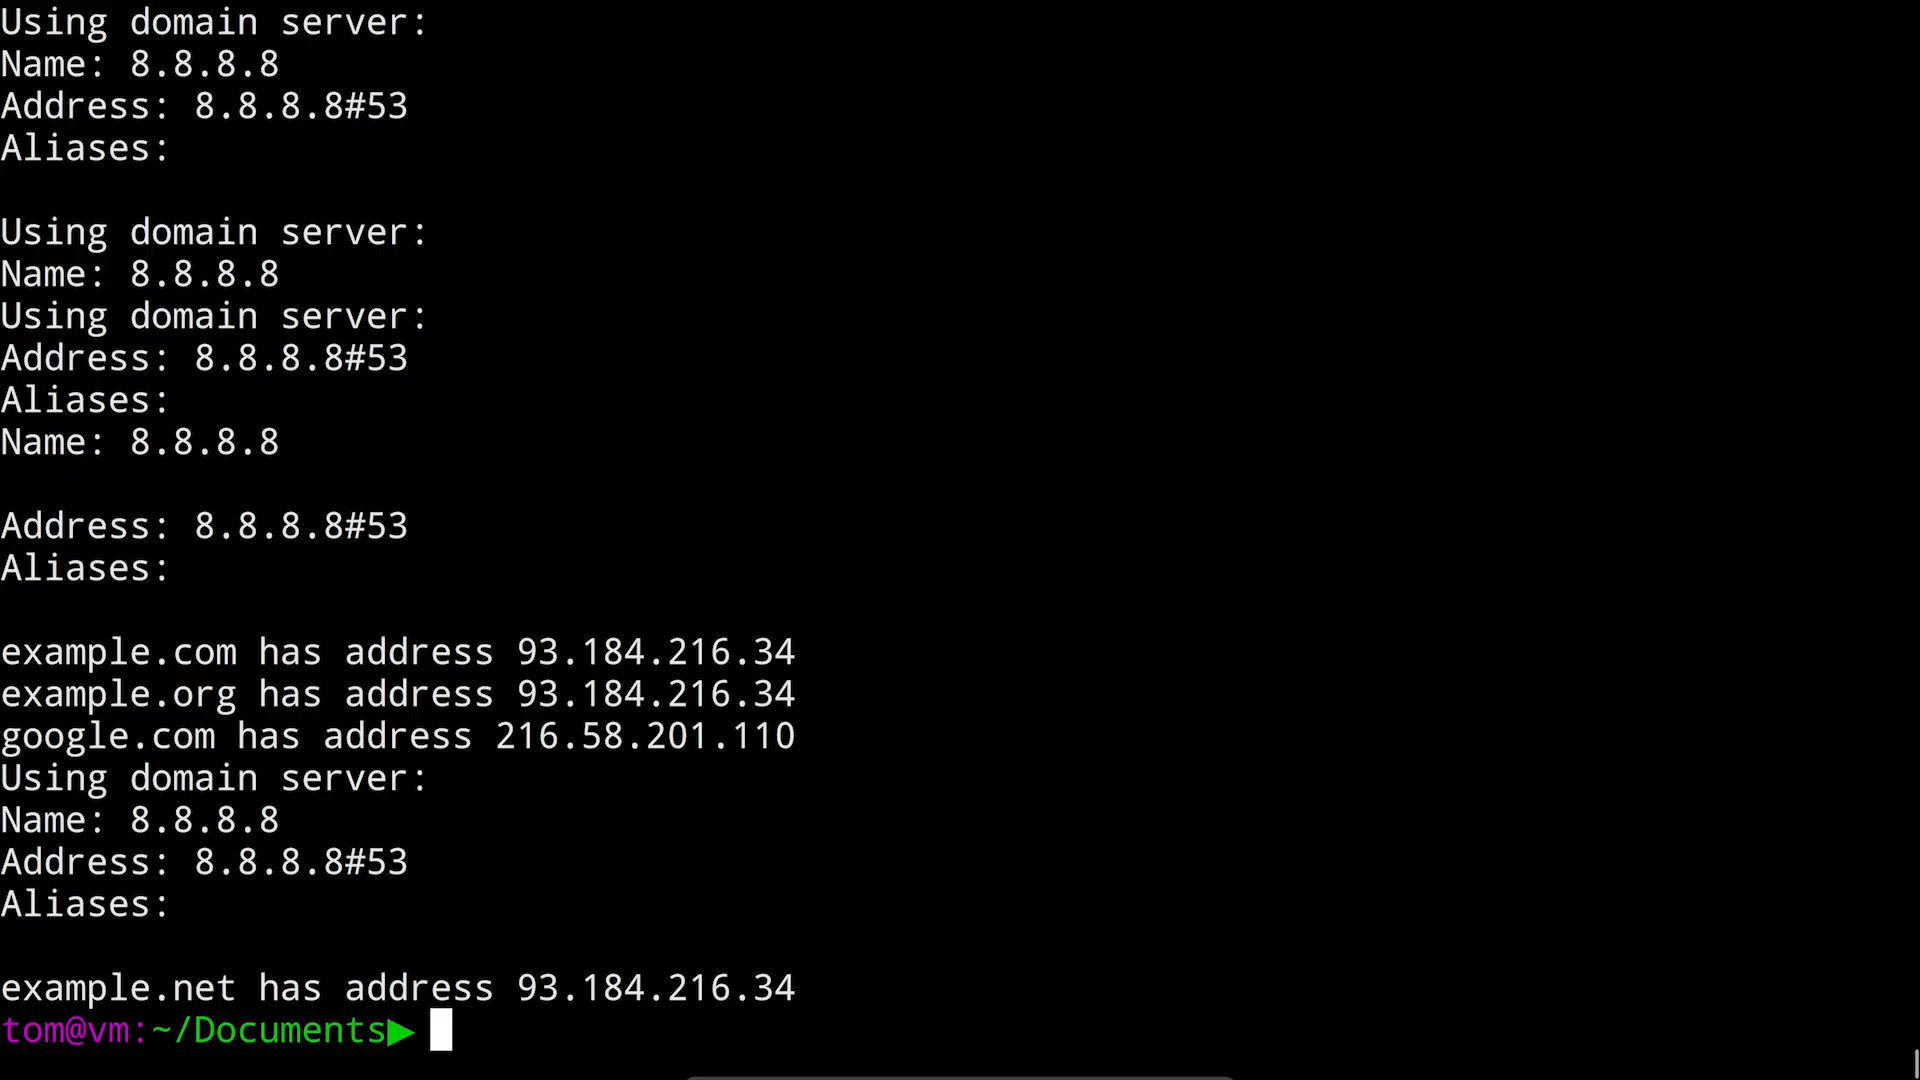 Using domain server:
Name: 8.8.8.8
Address: 8.8.8.8#53
Aliases:

Using domain server:
Name: 8.8.8.8
Using domain server:
Address: 8.8.8.8#53
Aliases:
Name: 8.8.8.8

Address: 8.8.8.8#53
Aliases:

example.com has address 93.184.216.34
example.org has address 93.184.216.34
google.com has address 216.58.201.110
Using domain server:
Name: 8.8.8.8
Address: 8.8.8.8#53
Aliases:

example.net has address 93.184.216.34
tom@vm:~/Documents▶